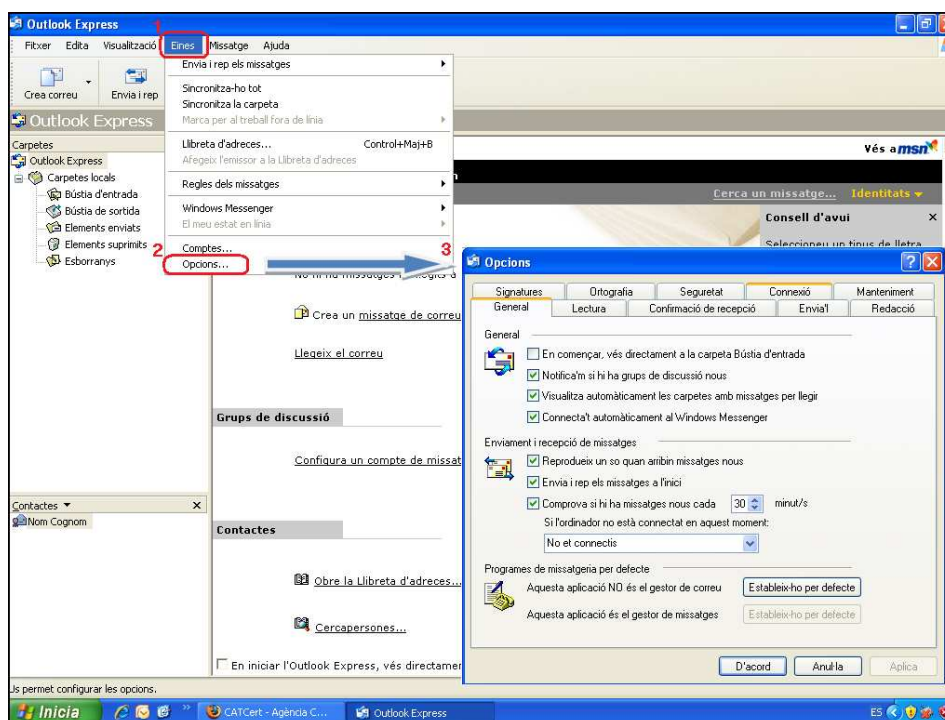 Outlook Express
1
Fitxer Edita Visualització Eines Missatge Ajuda
Crea correu Envia i rep
Envia i rep els missatges
Sincronitza-ho tot
Sincronitza la carpeta
Marca per al treball fora de línia
Llibreta d'adreces... Control+Maj+B
Afegeix l'emissor a la Llibreta d'adreces
Regles dels missatges
Windows Messenger
El meu estat en línia
2
Comptes...
Opcions...
3
Outlook Express
Carpetes
Outlook Express
Carpetes locals
Bústia d'entrada
Bústia de sortida
Elements enviats
Elements suprimits
Esborranys
Vés a msn
Cerca un missatge... Identitats
Consell d'avui ×
Seleccioneu un tipus de lletra
Crea un missatge de correu
Llegeix el correu
Grups de discussió
Configura un compte de missat
Contactes
Obre la Llibreta d'adreces...
Cercapersones...
En iniciar l'Outlook Express, vés directamen
Contactes ×
Nom Cognom
Opcions
Signatures Ortografia Seguretat Connexió Manteniment
General Lectura Confirmació de recepció Envia'l Redacció
General
En començar, vés directament a la carpeta Bústia d'entrada
Notifica'm si hi ha grups de discussió nous
Visualitza automàticament les carpetes amb missatges per llegir
Connecta't automàticament al Windows Messenger
Enviament i recepció de missatges
Reprodueix un so quan arribin missatges nous
Envia i rep els missatges a l'inici
Comprova si hi ha missatges nous cada 30 minut/s
Si l'ordinador no està connectat en aquest moment:
No et connectis
Programes de missatgeria per defecte
Aquesta aplicació NO és el gestor de correu Estableix-ho per defecte
Aquesta aplicació és el gestor de missatges Estableix-ho per defecte
D'acord Anul·la Aplica
Us permet configurar les opcions.
Inicia CATCert - Agència C... Outlook Express ES